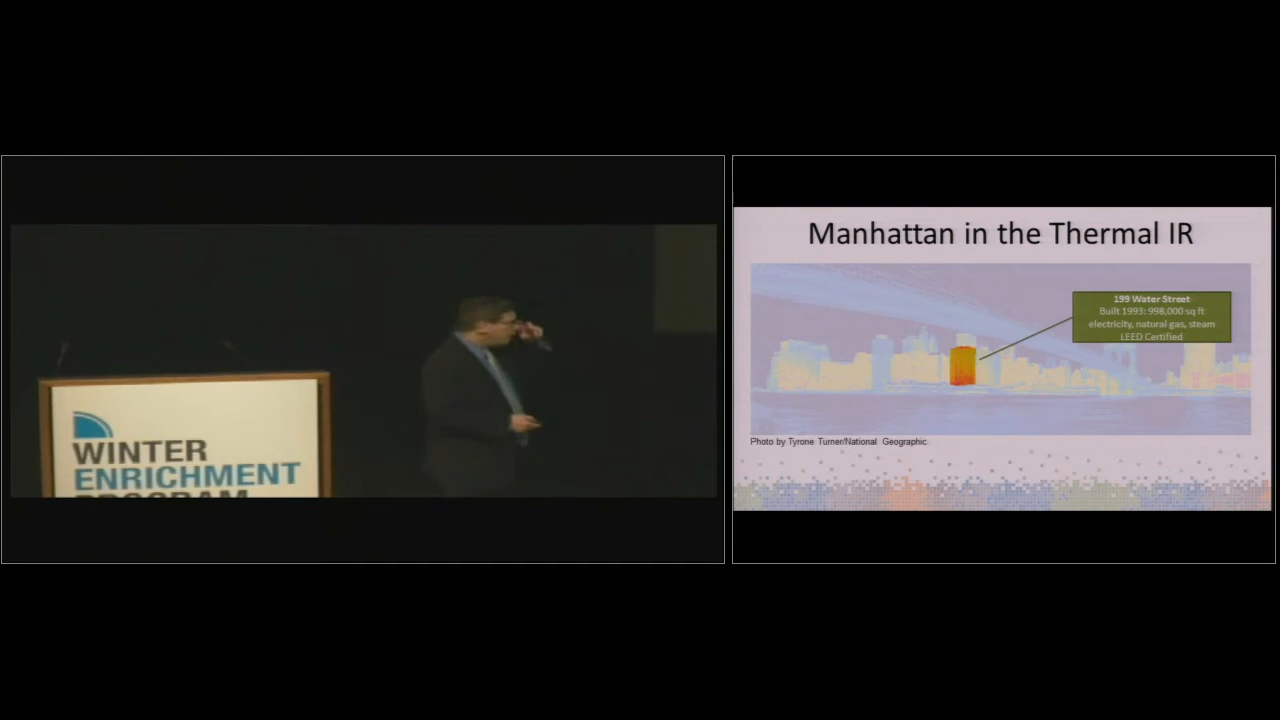 WINTER
ENRICHMENT
PROGRAM
Manhattan in the Thermal IR
199 Water Street
Built 1993: 998,000 sq ft
electricity, natural gas, steam
LEED Certified
Photo by Tyrone Turner/National Geographic